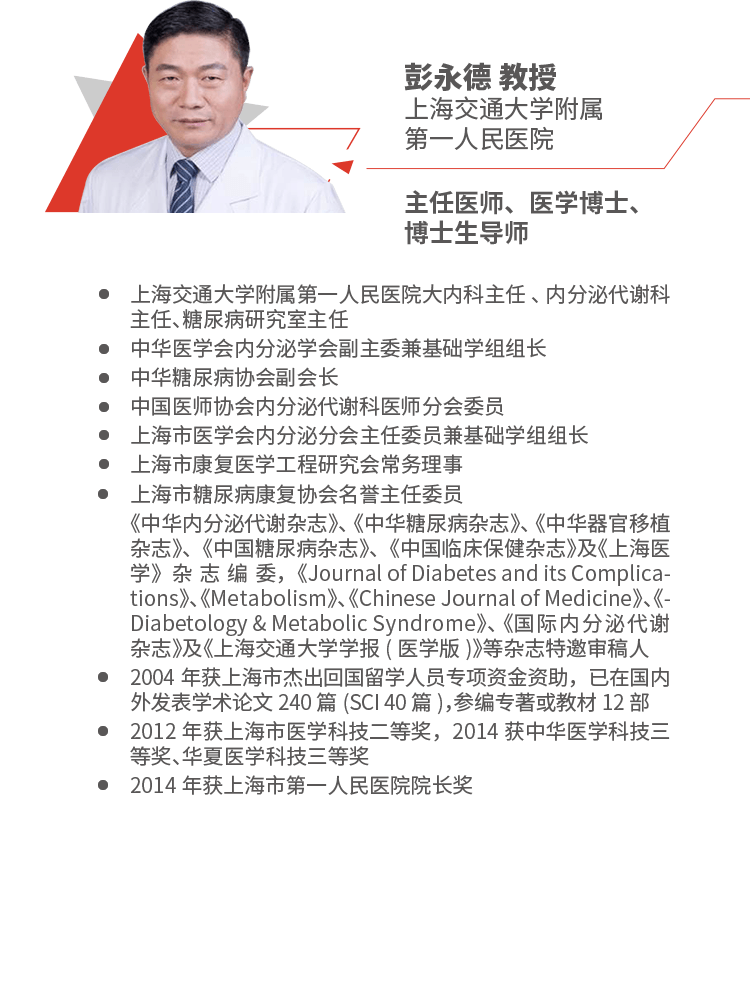 彭永德 教授
上海交通大学附属
第一人民医院
主任医师、医学博士、
博士生导师
● 上海交通大学附属第一人民医院大内科主任 、内分泌代谢科
主任、糖尿病研究室主任
● 中华医学会内分泌学会副主委兼基础学组组长
● 中华糖尿病协会副会长
● 中国医师协会内分泌代谢科医师分会委员
● 上海市医学会内分泌分会主任委员兼基础学组组长
● 上海市康复医学工程研究会常务理事
● 上海市糖尿病康复协会名誉主任委员
《中华内分泌代谢杂志》、《中华糖尿病杂志》、《中华器官移植
杂志》、《中国糖尿病杂志》、《中国临床保健杂志》及《上海医
学》杂志编委，《Journal of Diabetes and its Complica-
tions》、《Metabolism》、《Chinese Journal of Medicine》、《-
Diabetology & Metabolic Syndrome》、《国际内分泌代谢
杂志》及《上海交通大学学报 ( 医学版 )》等杂志特邀审稿人
● 2004 年获上海市杰出回国留学人员专项资金资助，已在国内
外发表学术论文 240 篇 (SCI 40 篇 ),参编专著或教材 12 部
● 2012 年获上海市医学科技二等奖，2014 获中华医学科技三
等奖、华夏医学科技三等奖
● 2014 年获上海市第一人民医院院长奖